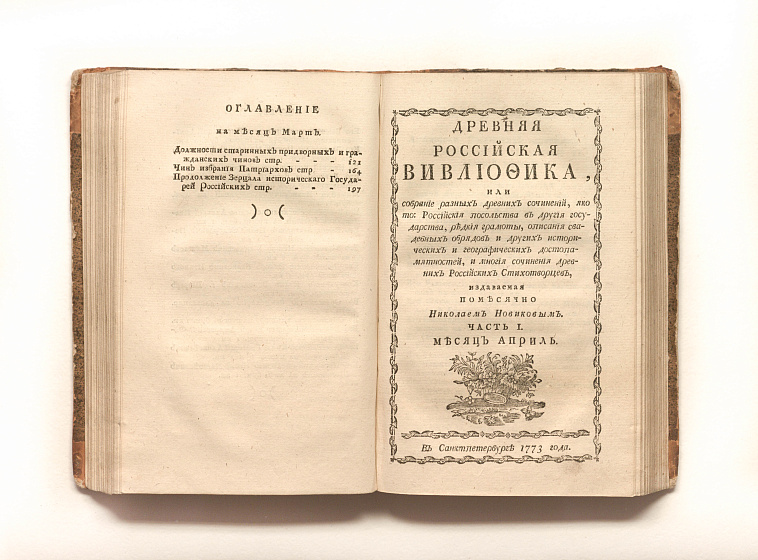 ОГЛАВЛЕНІЕ
на мѣсяцъ Мартъ.
Должности старинныхъ придворныхъ и гра-
жданскихъ чиновъ стр. - - - 121
Чинъ избранія Патріарховъ стр. - 164
Продолженіе Зерцала историческаго Госуда-
рей Россійскихъ стр. - - - 197
) o (
ДРЕВНЯЯ
РОССІЙСКАЯ
ВИВЛІОѲИКА,
или
собраніе разныхъ древнихъ сочиненій, яко
то: Россійскія посольства въ другія госу-
дарства, рѣдкія грамоты, описанія сва-
дебныхъ обрядовъ и другихъ истори-
ческихъ и географическихъ достопа-
мятностей, и многія сочиненія древ-
нихъ Россійскихъ Стихотворцевъ,
издаваемая
ПОМѢСЯЧНО
Николаемъ Новиковымъ.
ЧАСТЬ I.
МѢСЯЦЪ АПРИЛЬ.
Въ Санктпетербургѣ 1773 года.